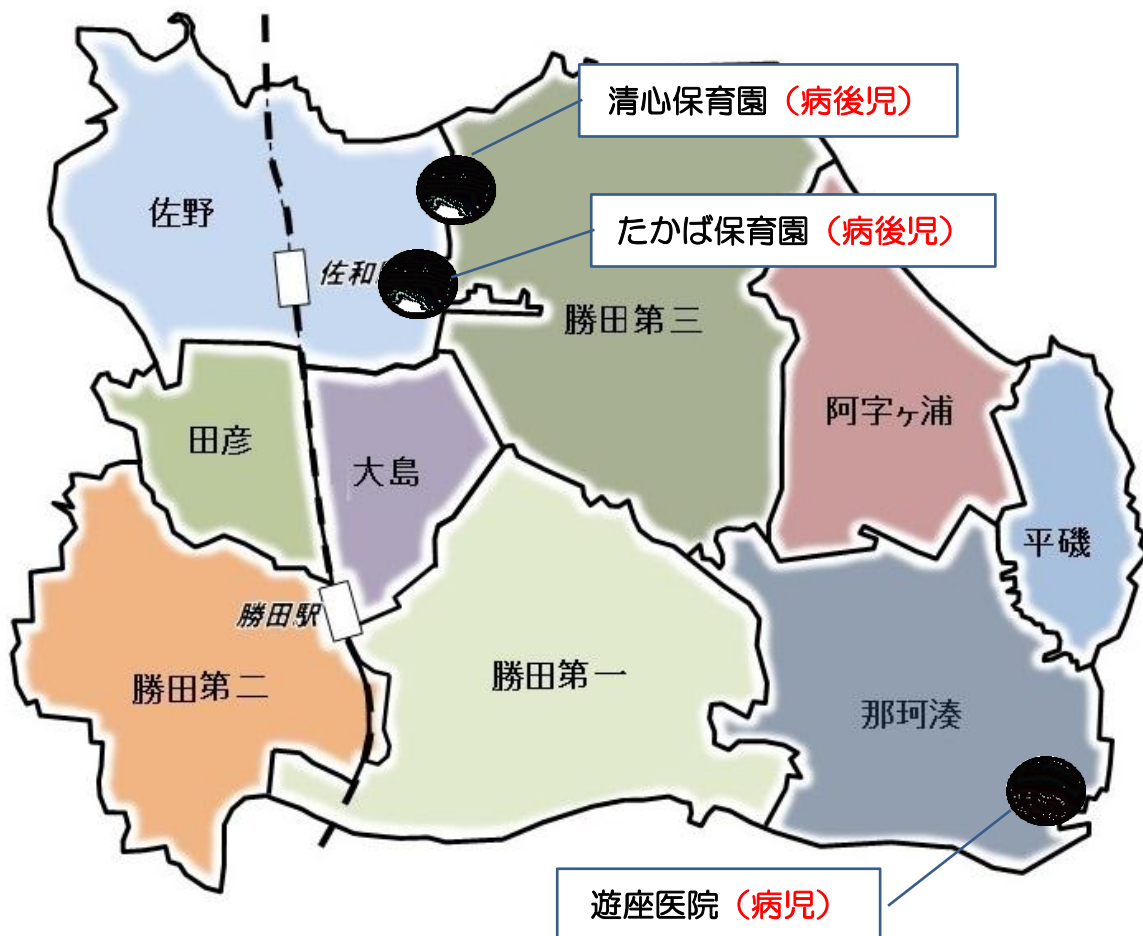 清心保育園（病後児）
佐野
たかば保育園（病後児）
佐和
勝田第三
阿字ヶ浦
田彦
大島
平磯
勝田駅
勝田第二
勝田第一
那珂湊
遊座医院（病児）